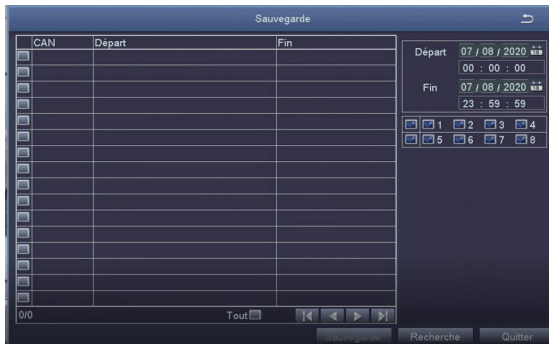 Sauvegarde
CAN Départ Fin
Départ 07 / 08 / 2020
00 : 00 : 00
Fin 07 / 08 / 2020
23 : 59 : 59
1 2 3 4
5 6 7 8
0/0 Tout
Sauvegarde Recherche Quitter